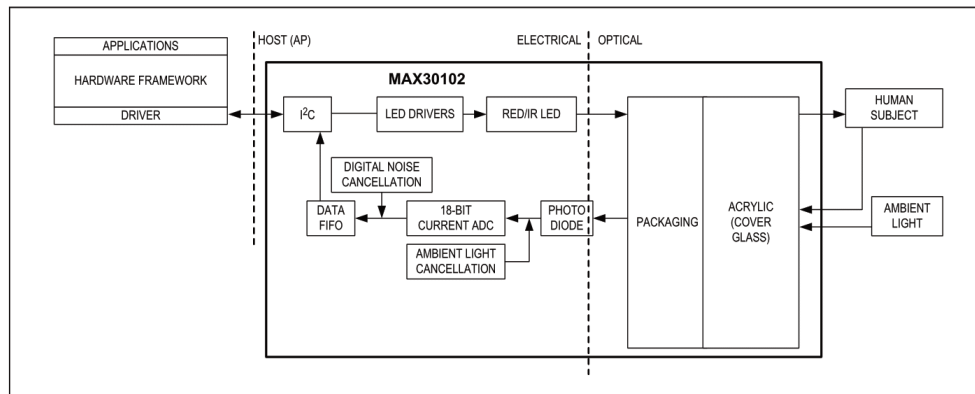 APPLICATIONS
HARDWARE FRAMEWORK
DRIVER
HOST (AP)
ELECTRICAL
OPTICAL
MAX30102
I²C
LED DRIVERS
RED/IR LED
HUMAN
SUBJECT
DIGITAL NOISE
CANCELLATION
DATA
FIFO
18-BIT
CURRENT ADC
PHOTO
DIODE
AMBIENT LIGHT
CANCELLATION
PACKAGING
ACRYLIC
(COVER
GLASS)
AMBIENT
LIGHT